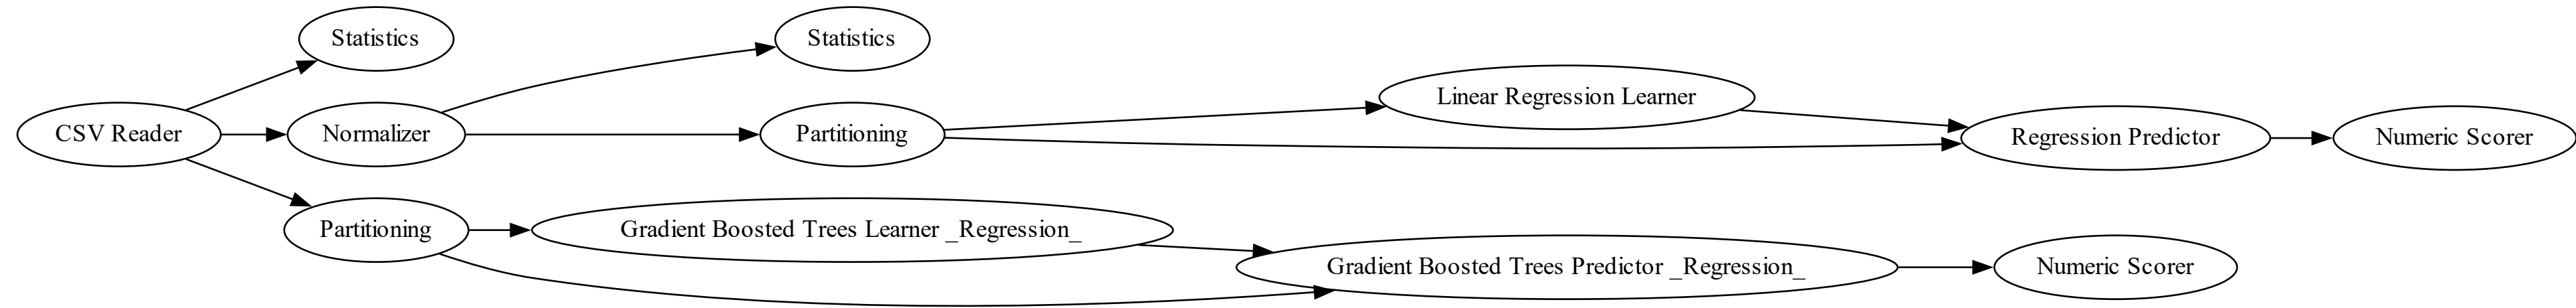 Statistics
Statistics
Linear Regression Learner
CSV Reader
Normalizer
Partitioning
Regression Predictor
Numeric Scorer
Partitioning
Gradient Boosted Trees Learner _Regression_
Gradient Boosted Trees Predictor _Regression_
Numeric Scorer